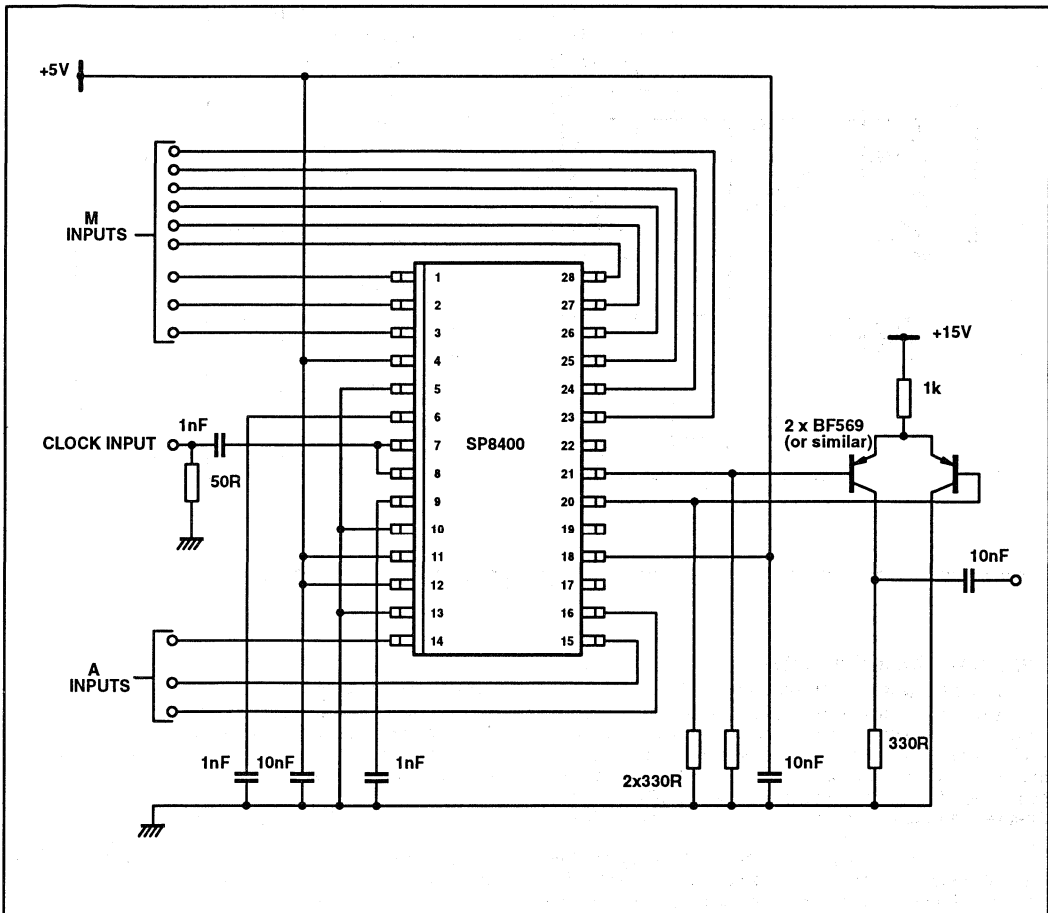 +5V
M
INPUTS
1
2
3
4
5
6
7
8
9
10
11
12
13
14
SP8400
28
27
26
25
24
23
22
21
20
19
18
17
16
15
1nF
CLOCK INPUT
50R
A
INPUTS
+15V
1k
2 x BF569
(or similar)
10nF
1nF
10nF
1nF
2x330R
10nF
330R